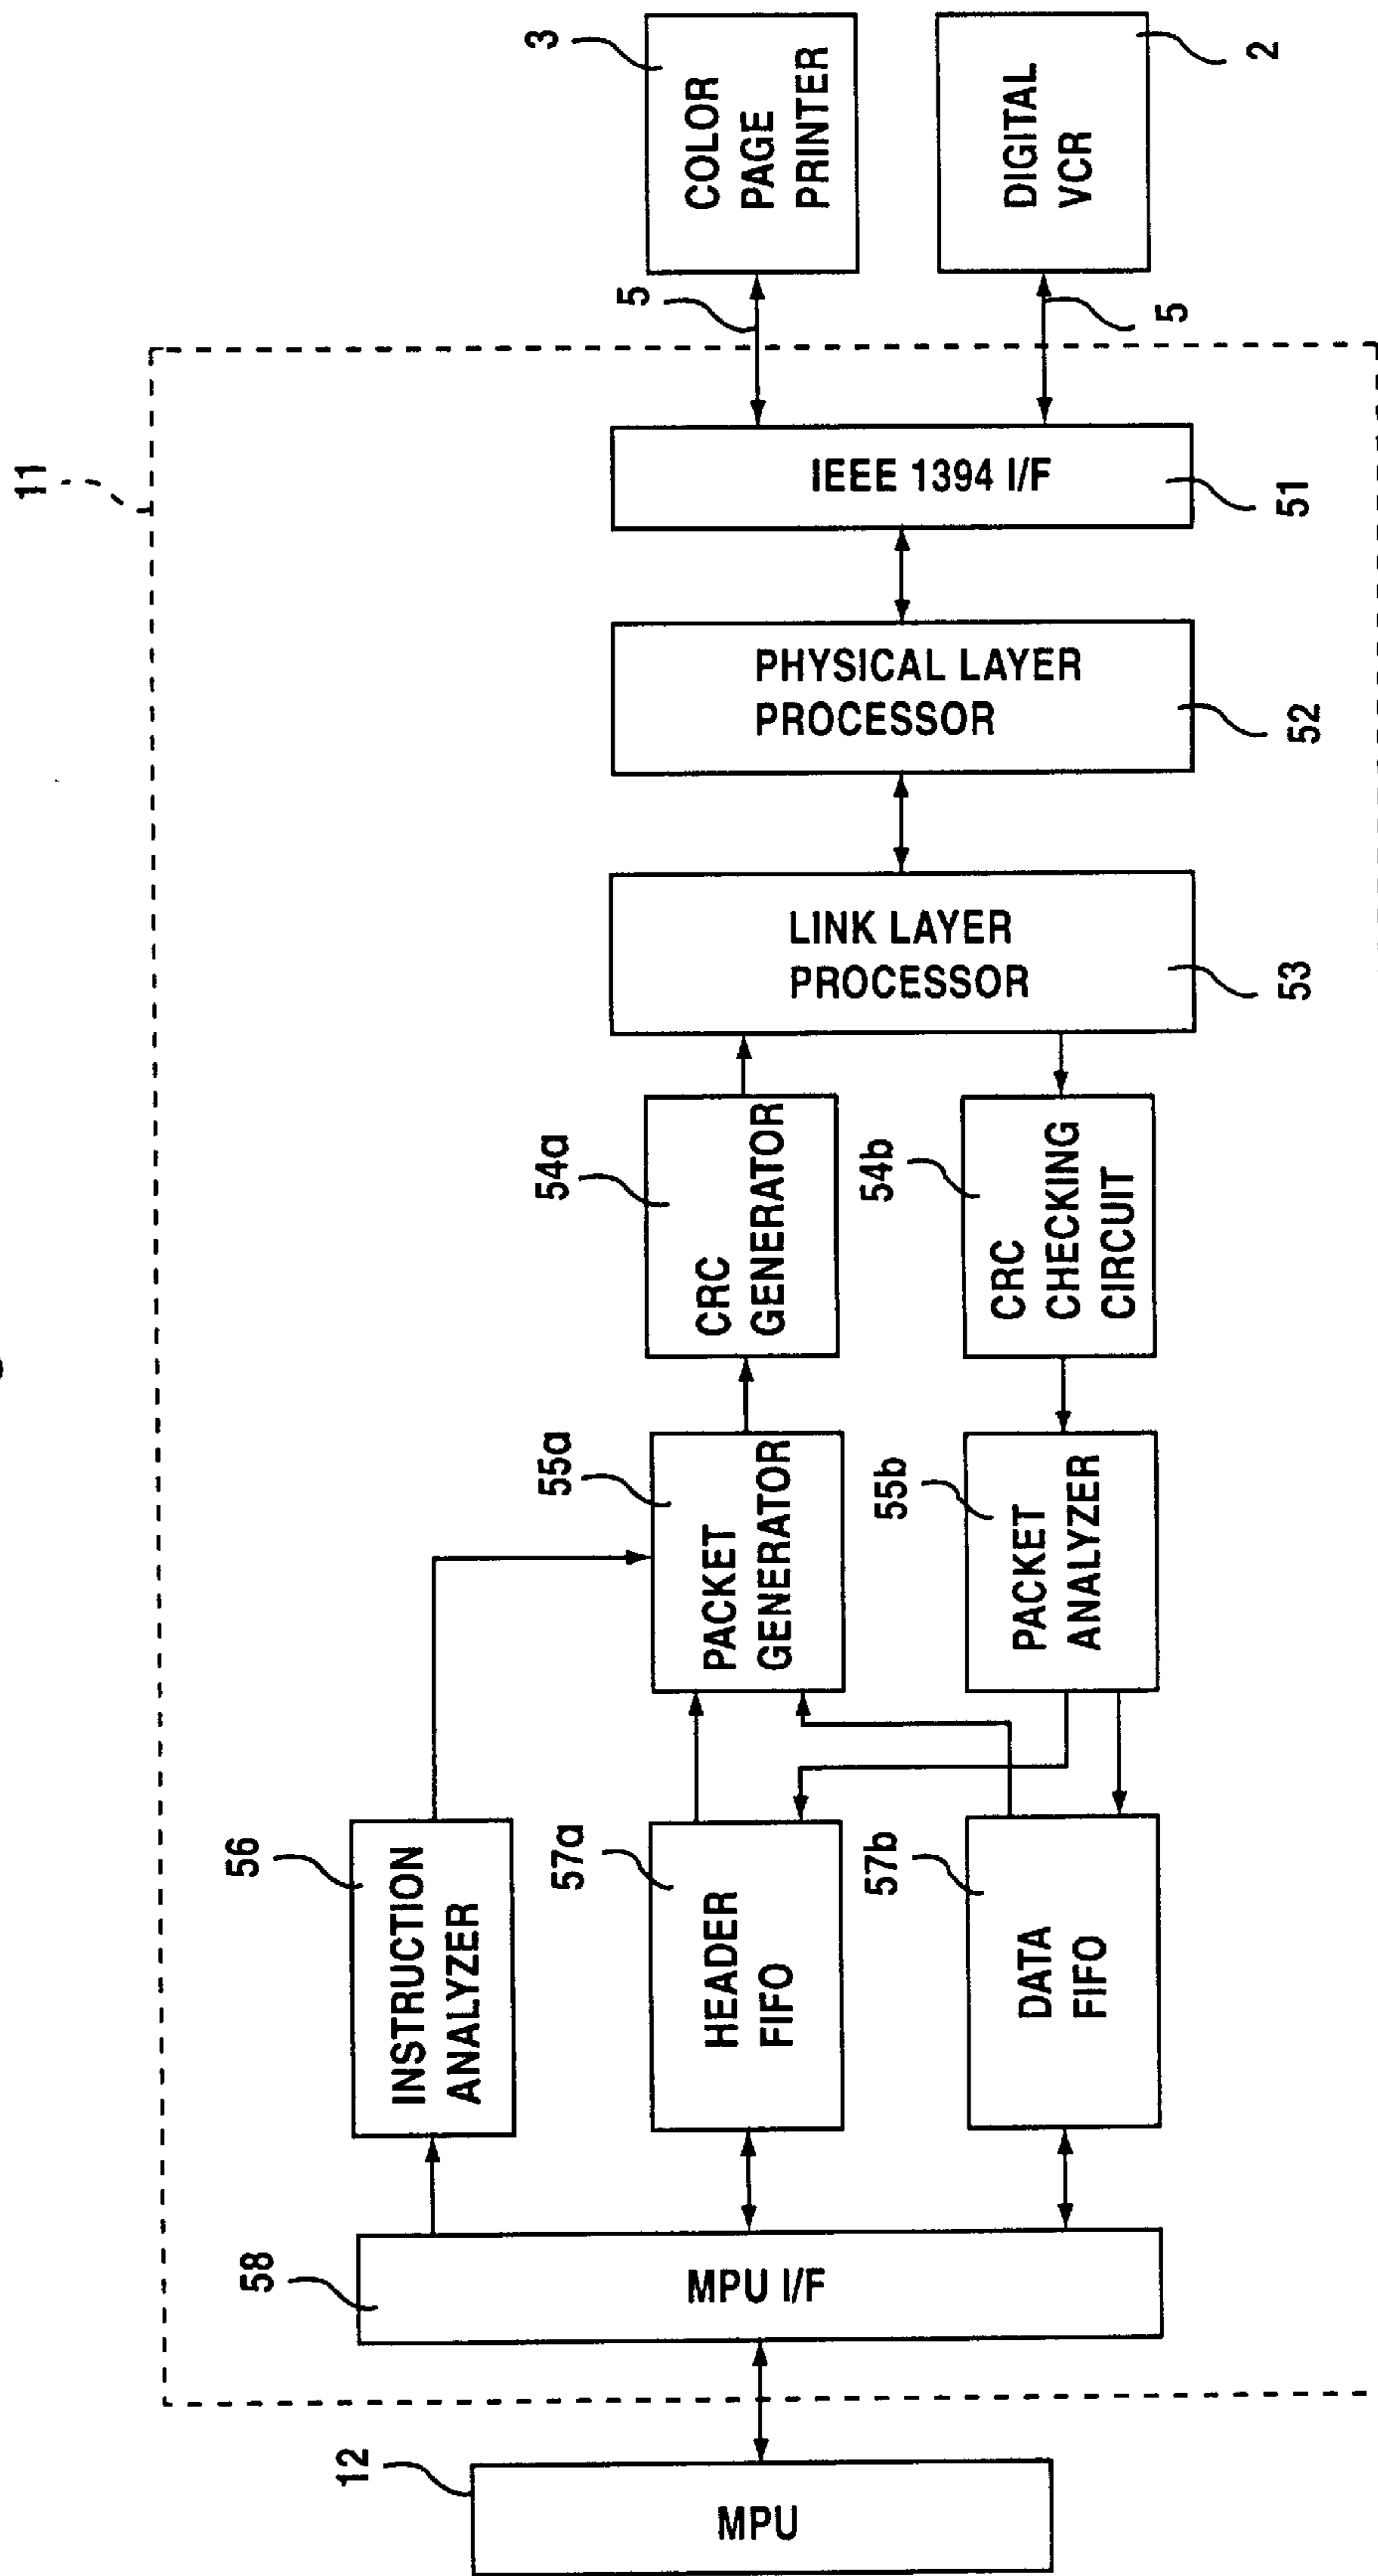 11
3
COLOR
PAGE
PRINTER
DIGITAL
VCR
2
5
5
IEEE 1394 I/F
51
PHYSICAL LAYER
PROCESSOR
52
LINK LAYER
PROCESSOR
53
54a
CRC
GENERATOR
54b
CRC
CHECKING
CIRCUIT
55a
PACKET
GENERATOR
55b
PACKET
ANALYZER
56
INSTRUCTION
ANALYZER
57a
HEADER
FIFO
57b
DATA
FIFO
58
MPU I/F
12
MPU